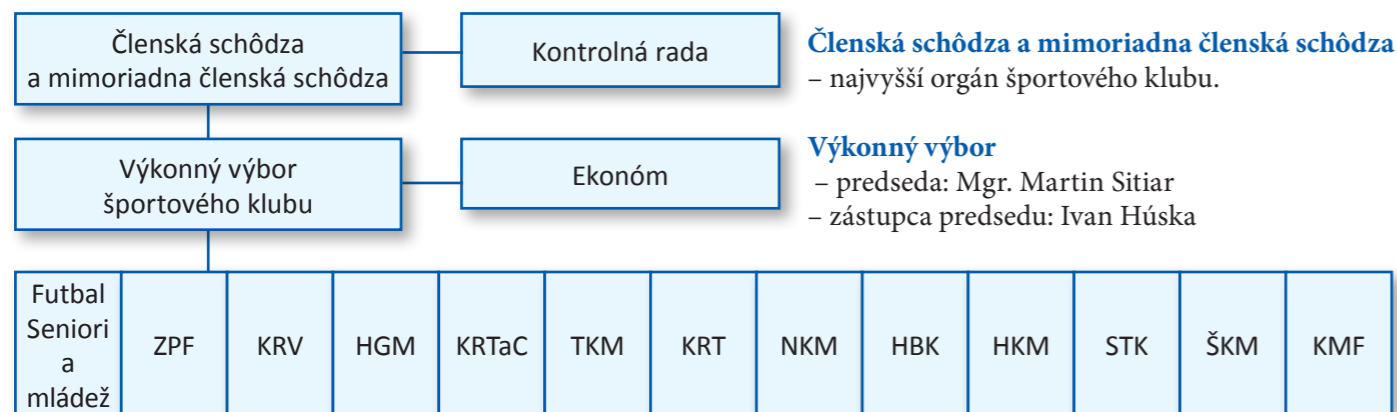 Členská schôdza
a mimoriadna členská schôdza
Kontrolná rada
Členská schôdza a mimoriadna členská schôdza
– najvyšší orgán športového klubu.
Výkonný výbor
športového klubu
Ekonóm
Výkonný výbor
– predseda: Mgr. Martin Sitiar
– zástupca predsedu: Ivan Húska
Futbal
Seniori
a
mládež
ZPF
KRV
HGM
KRTaC
TKM
KRT
NKM
HBK
HKM
STK
ŠKM
KMF